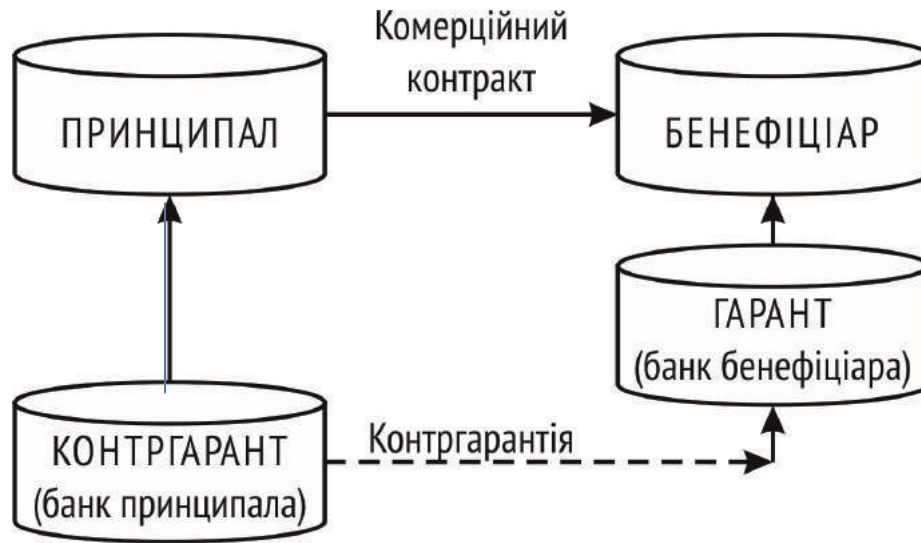 Комерційний
контракт
ПРИНЦИПАЛ
БЕНЕФІЦІАР
ГАРАНТ
(банк бенефіціара)
КОНТРГАРАНТ
(банк принципала)
Контргарантія